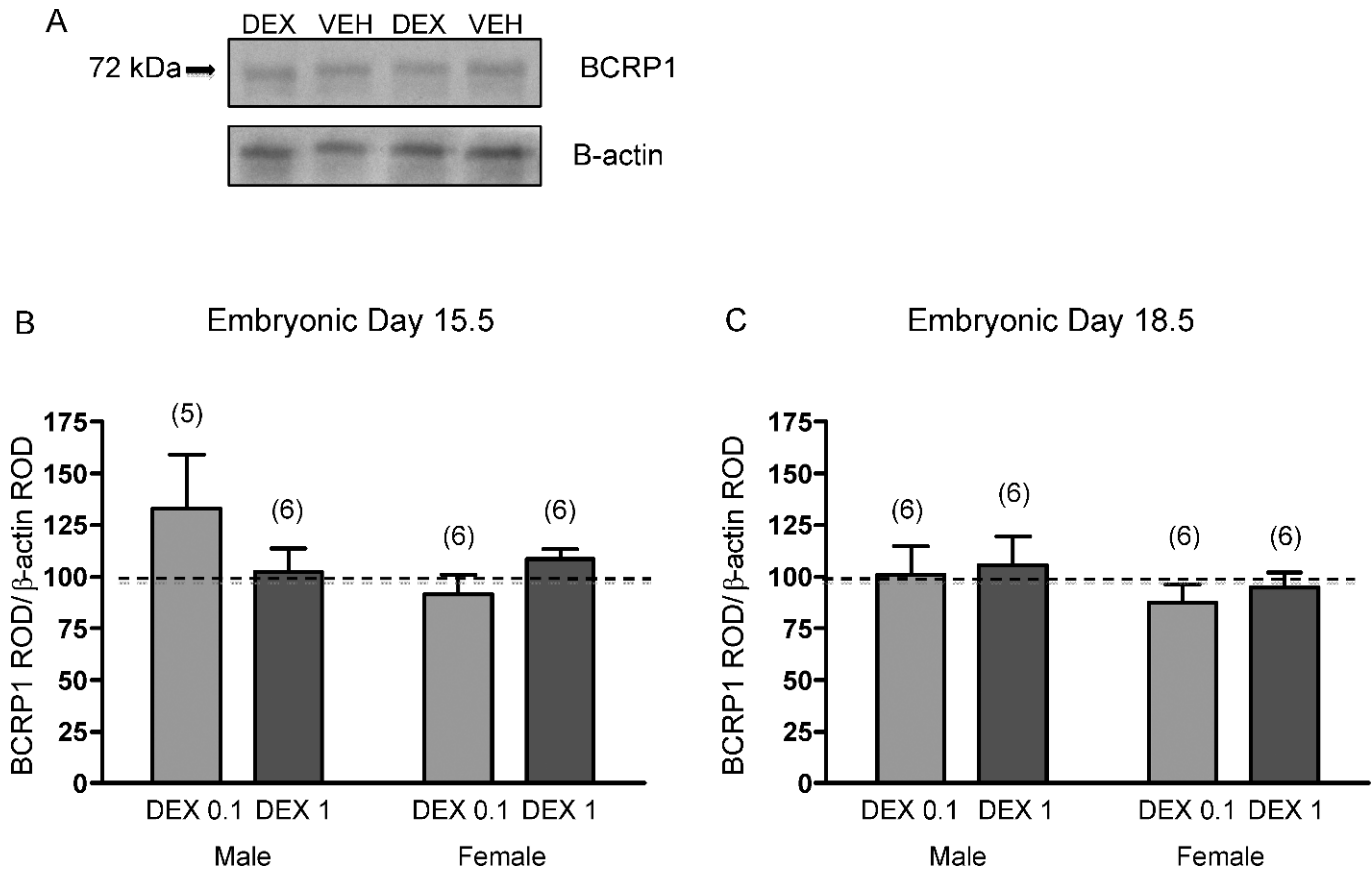 A
DEX VEH DEX VEH
72 kDa
BCRP1
B-actin
B
Embryonic Day 15.5
BCRP1 ROD/β-actin ROD
175
150
125
100
75
50
25
0
(5)
(6)
(6)
(6)
DEX 0.1 DEX 1 DEX 0.1 DEX 1
Male Female
C
Embryonic Day 18.5
BCRP1 ROD/β-actin ROD
175
150
125
100
75
50
25
0
(6)
(6)
(6)
(6)
DEX 0.1 DEX 1 DEX 0.1 DEX 1
Male Female